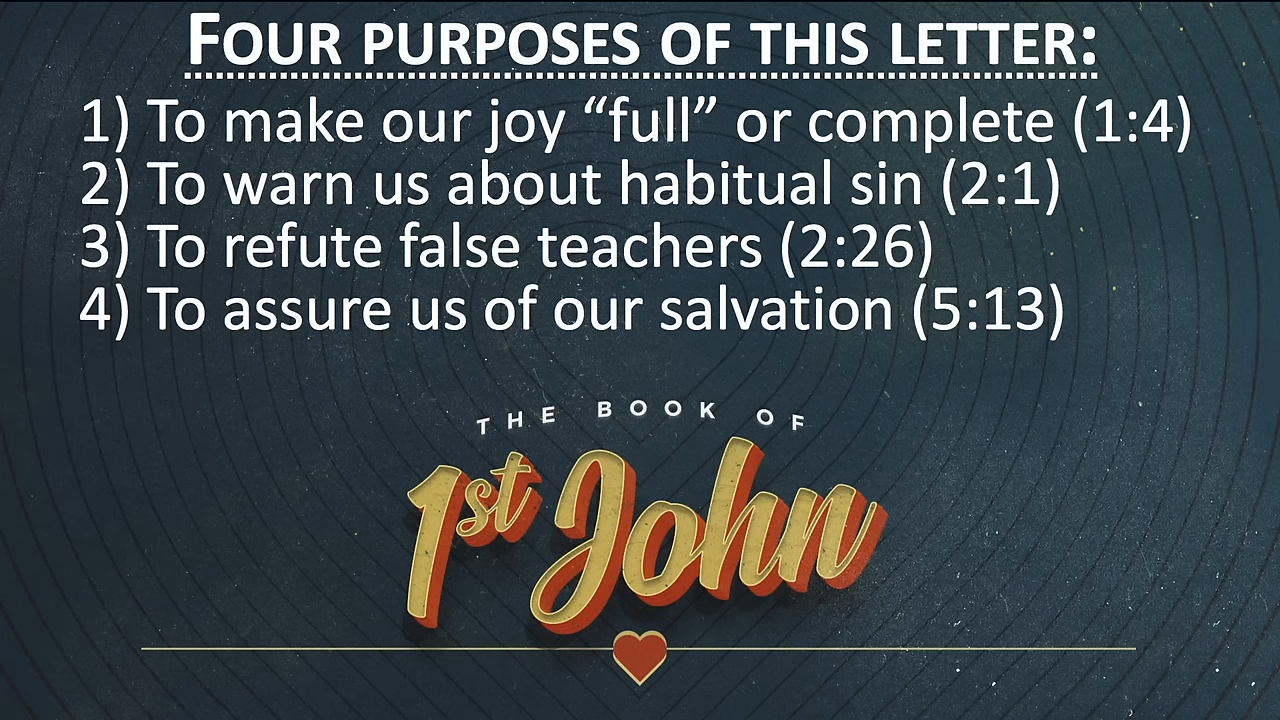 FOUR PURPOSES OF THIS LETTER:
1) To make our joy “full” or complete (1:4)
2) To warn us about habitual sin (2:1)
3) To refute false teachers (2:26)
4) To assure us of our salvation (5:13)
THE BOOK OF
1st John